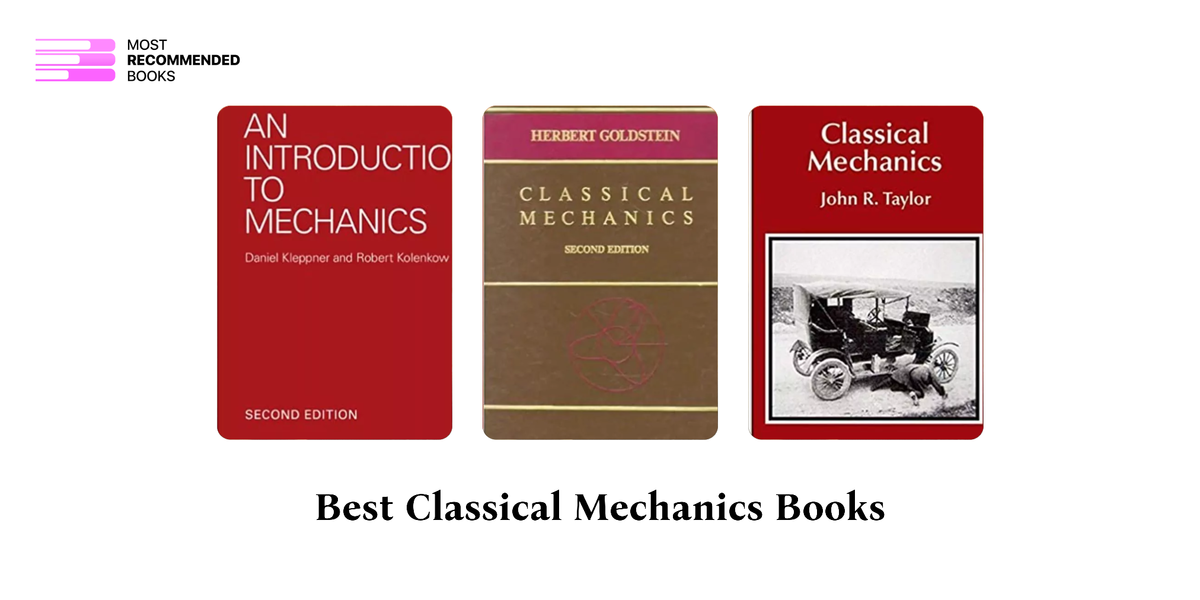 MOST
RECOMMENDED
BOOKS
AN
INTRODUCTIO
TO
MECHANICS
Daniel Kleppner and Robert Kolenkow
SECOND EDITION
HERBERT GOLDSTEIN
CLASSICAL
MECHANICS
SECOND EDITION
Classical
Mechanics
John R. Taylor
Best Classical Mechanics Books